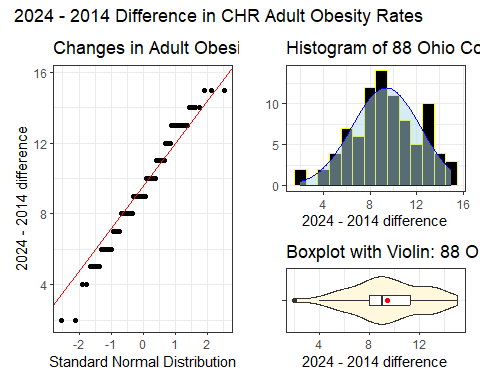 2024 - 2014 Difference in CHR Adult Obesity Rates
Changes in Adult Obesi
16
12
8
4
2024 - 2014 difference
-2 -1 0 1 2
Standard Normal Distribution
Histogram of 88 Ohio Co
10
5
0
4 8 12 16
2024 - 2014 difference
Boxplot with Violin: 88 O
4 8 12
2024 - 2014 difference